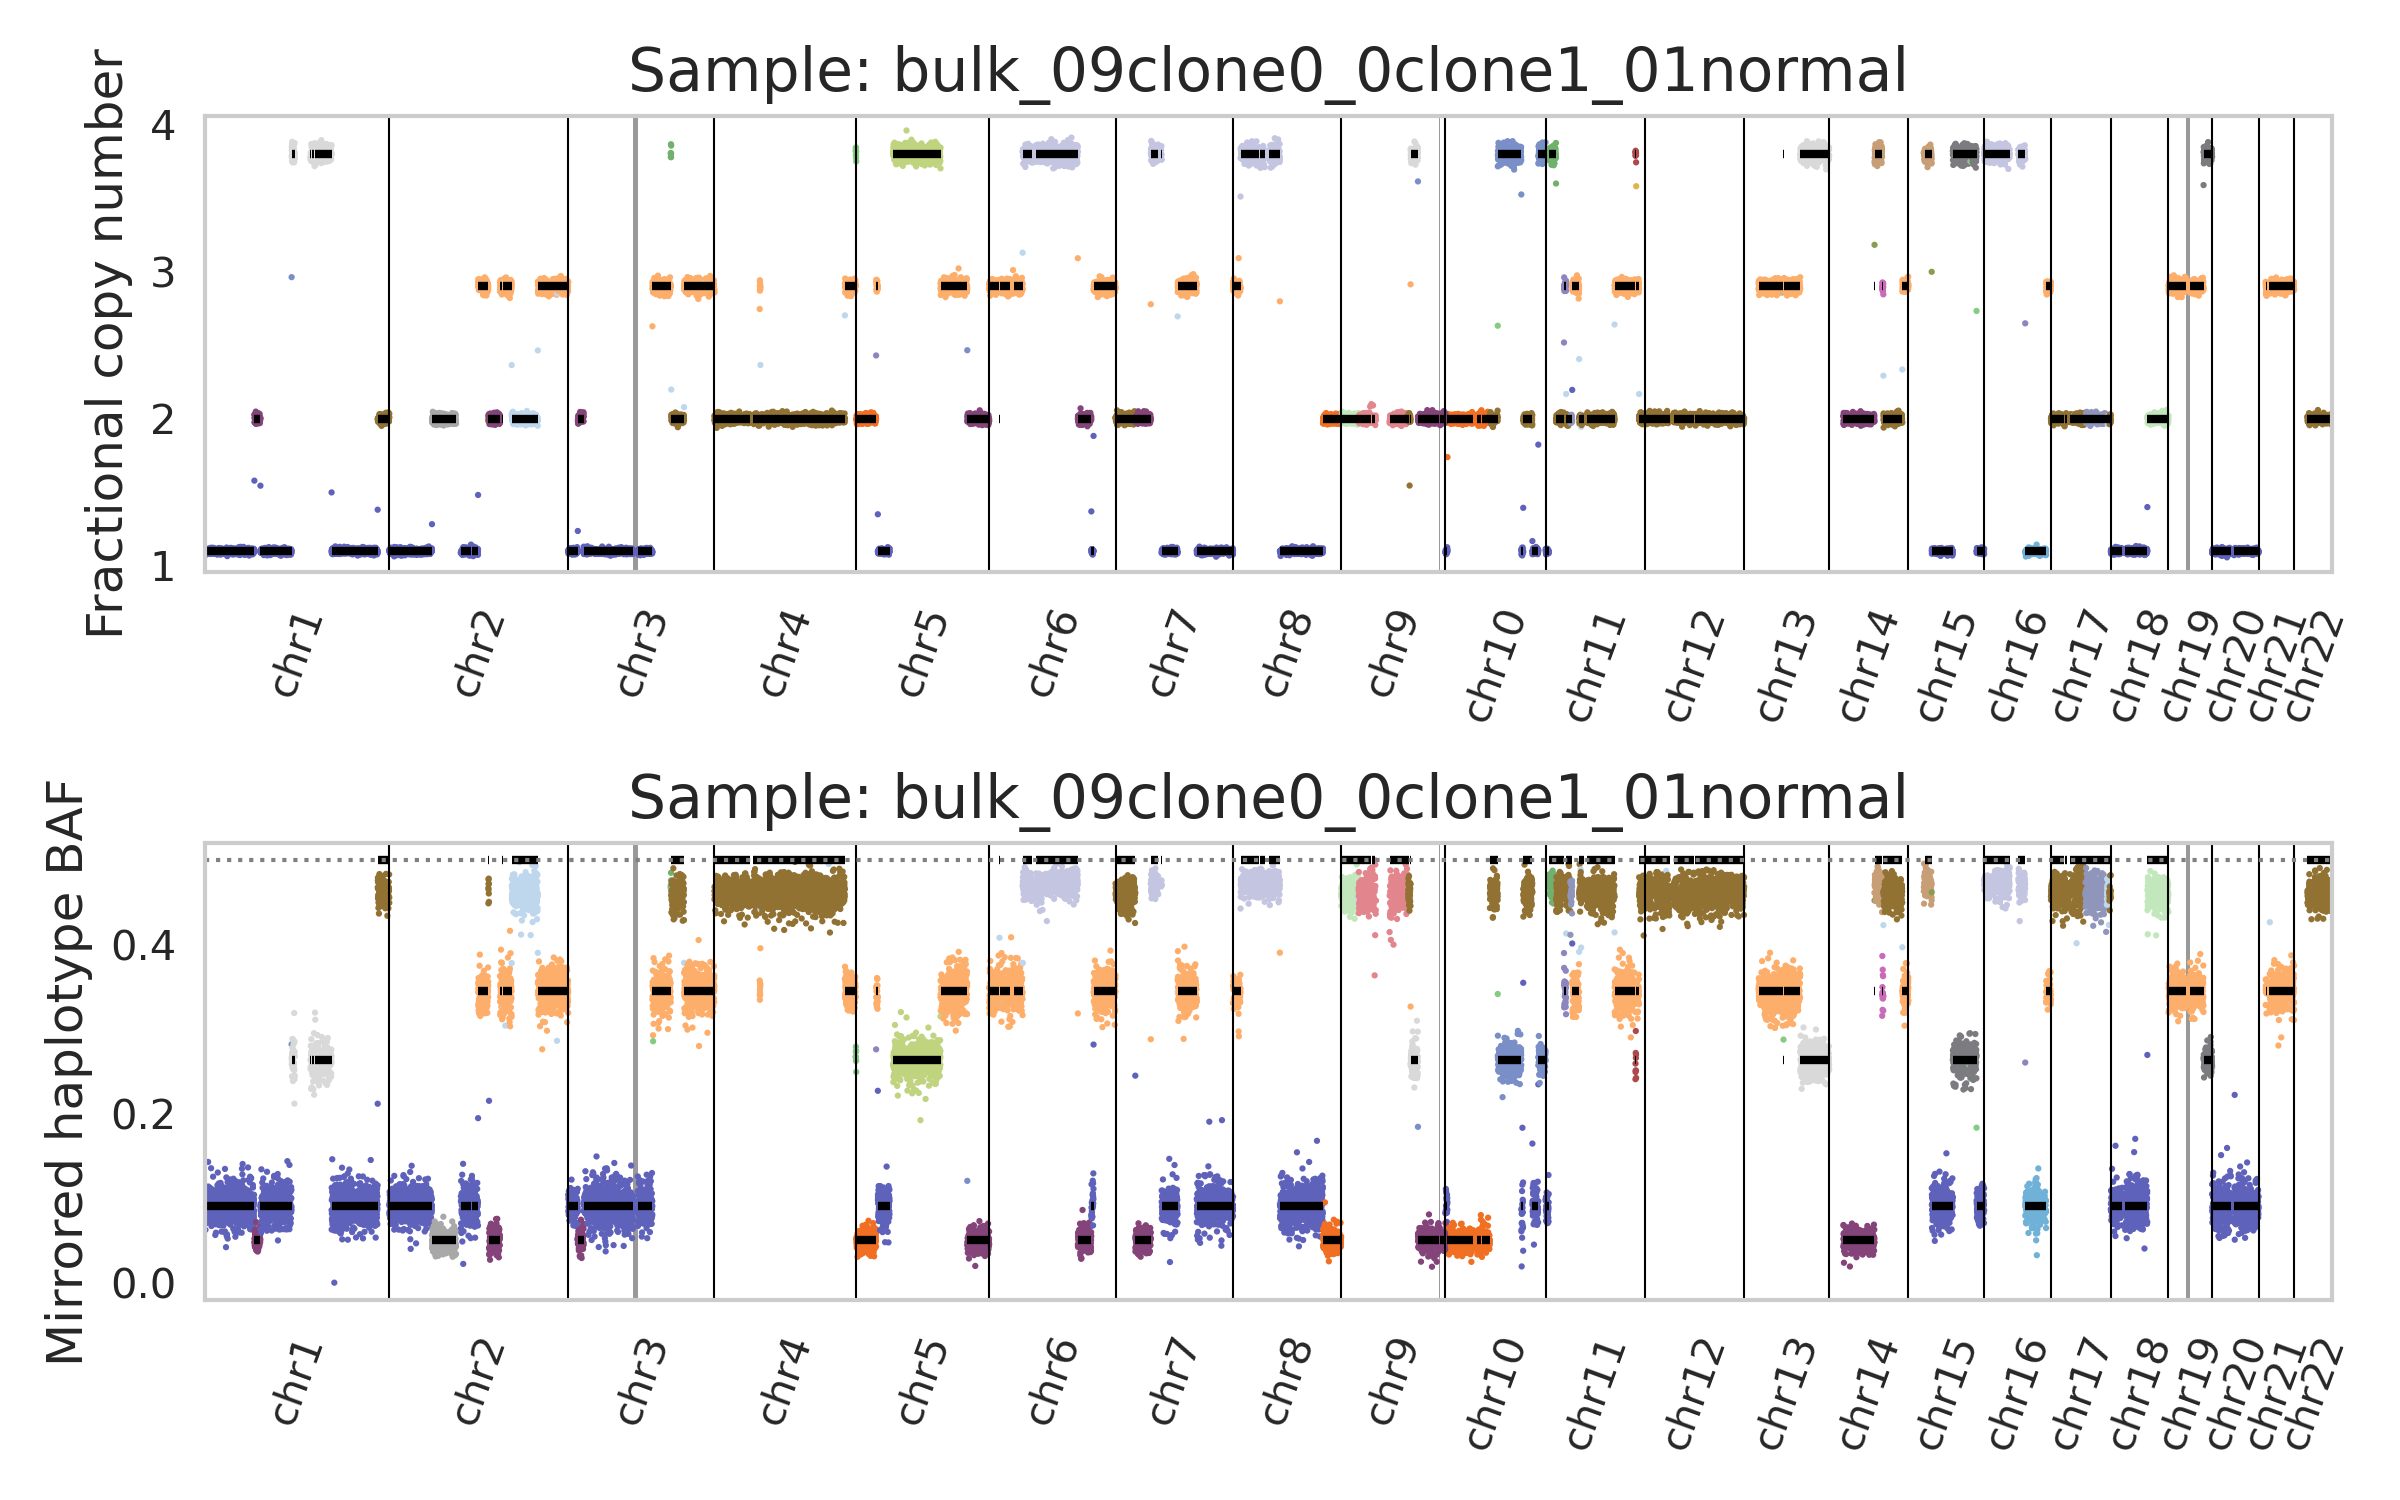 Sample: bulk_09clone0_0clone1_01normal
Fractional copy number
4
3
2
1
chr1
chr2
chr3
chr4
chr5
chr6
chr7
chr8
chr9
chr10
chr11
chr12
chr13
chr14
chr15
chr16
chr17
chr18
chr19
chr20
chr21
chr22
Sample: bulk_09clone0_0clone1_01normal
Mirrored haplotype BAF
0.4
0.2
0.0
chr1
chr2
chr3
chr4
chr5
chr6
chr7
chr8
chr9
chr10
chr11
chr12
chr13
chr14
chr15
chr16
chr17
chr18
chr19
chr20
chr21
chr22